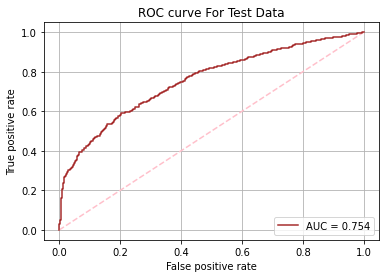 ROC curve For Test Data
True positive rate
1.0
0.8
0.6
0.4
0.2
0.0
AUC = 0.754
0.0 0.2 0.4 0.6 0.8 1.0
False positive rate